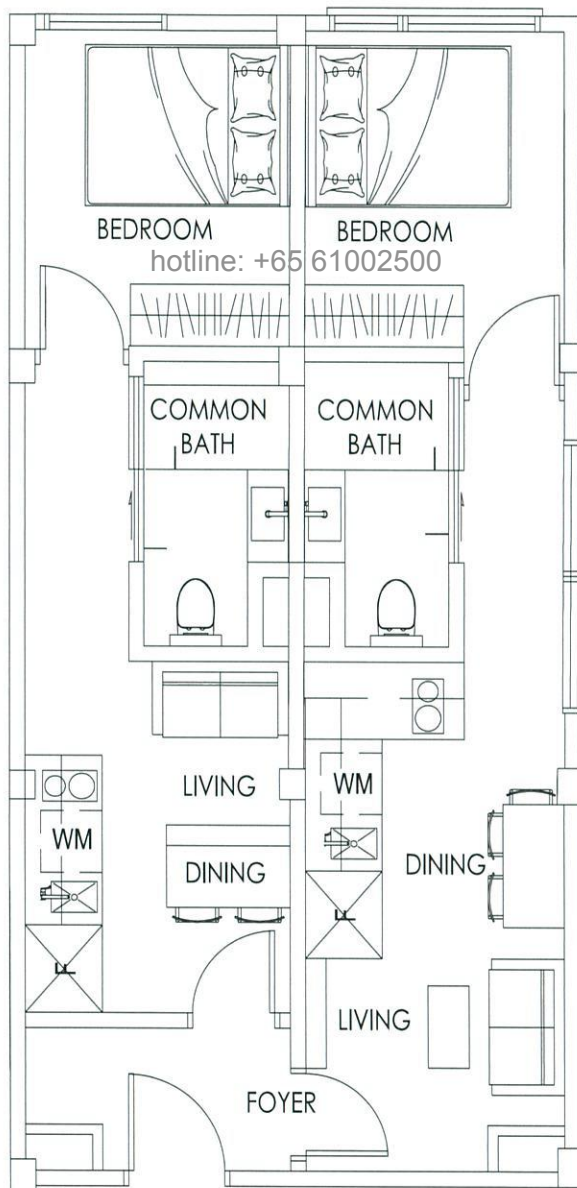 BEDROOM BEDROOM
hotline: +65 61002500
COMMON
BATH
COMMON
BATH
LIVING
WM
WM
DINING
DINING
F
F
LIVING
FOYER